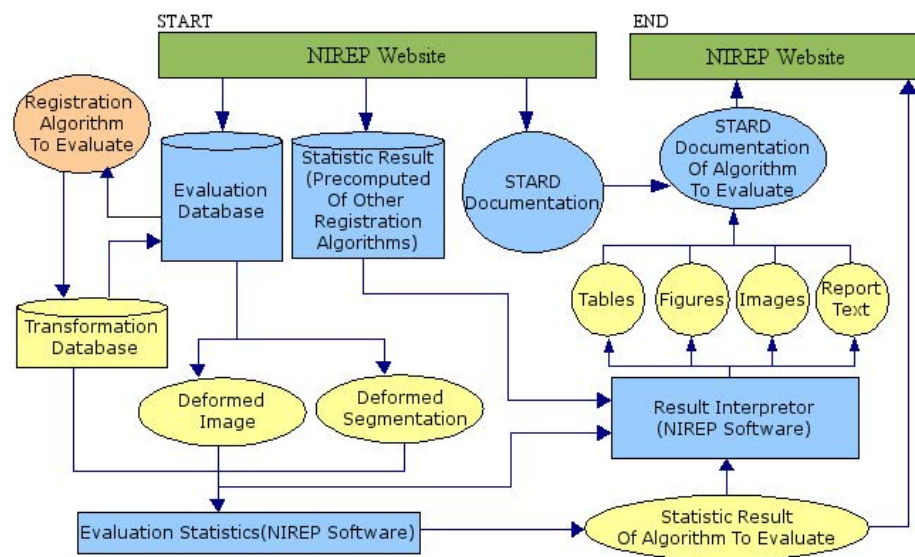 START
END
NIREP Website
NIREP Website
Registration
Algorithm
To Evaluate
Evaluation
Database
Statistic Result
(Precomputed
Of Other
Registration
Algorithms)
STARD
Documentation
STARD
Documentation
Of Algorithm
To Evaluate
Tables
Figures
Images
Report
Text
Transformation
Database
Deformed
Image
Deformed
Segmentation
Result Interpretor
(NIREP Software)
Evaluation Statistics(NIREP Software)
Statistic Result
Of Algorithm To Evaluate